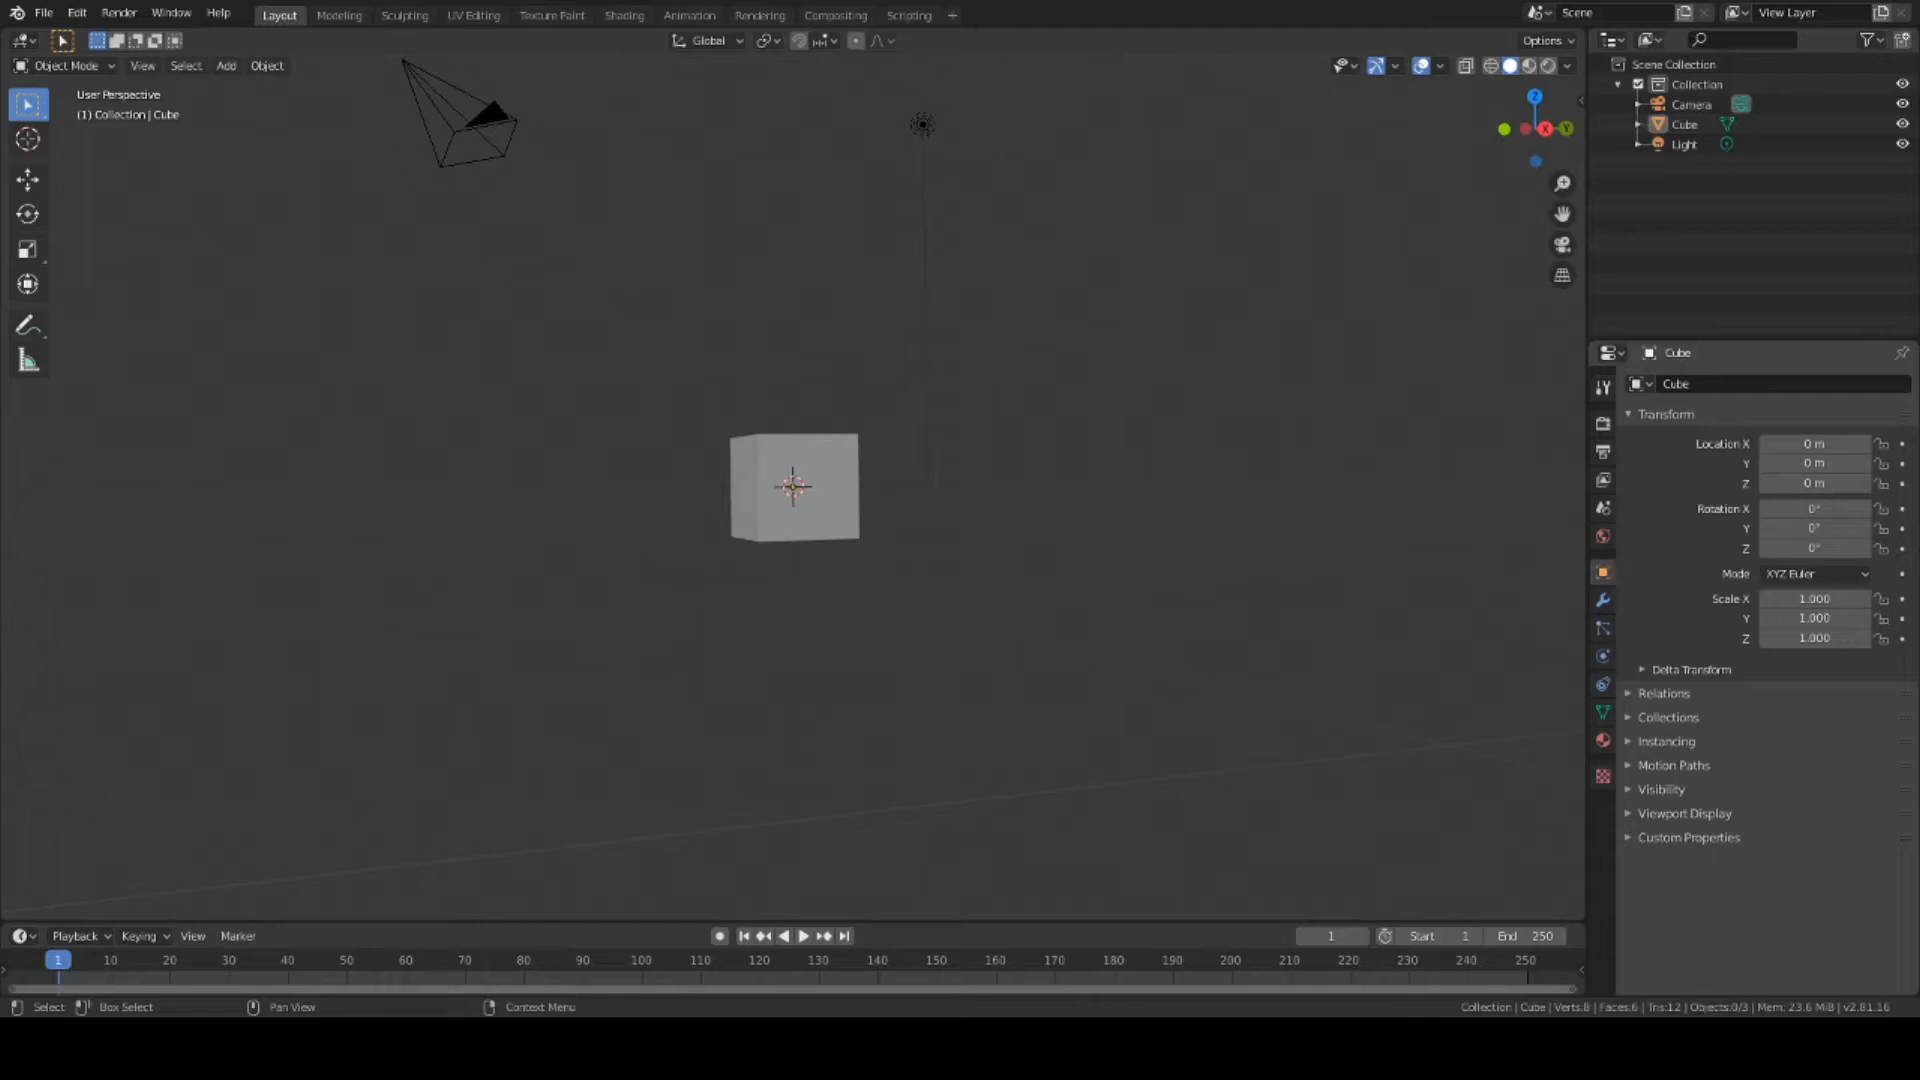 File Edit Render Window Help Layout Modeling Sculpting UV Editing Texture Paint Shading Animation Rendering Compositing Scripting + Scene View Layer
Global Options
Object Mode View Select Add Object
User Perspective
(1) Collection | Cube
Z
X Y
Scene Collection
Collection
Camera
Cube
Light
Cube
Cube
Transform
Location X 0 m
Y 0 m
Z 0 m
Rotation X 0°
Y 0°
Z 0°
Mode XYZ Euler
Scale X 1.000
Y 1.000
Z 1.000
Delta Transform
Relations
Collections
Instancing
Motion Paths
Visibility
Viewport Display
Custom Properties
Playback Keying View Marker 1 Start 1 End 250
1 10 20 30 40 50 60 70 80 90 100 110 120 130 140 150 160 170 180 190 200 210 220 230 240 250
Select Box Select Pan View Context Menu Collection | Cube | Verts:8 | Faces:6 | Tris:12 | Objects:0/3 | Mem: 23.6 MiB | v2.81.16